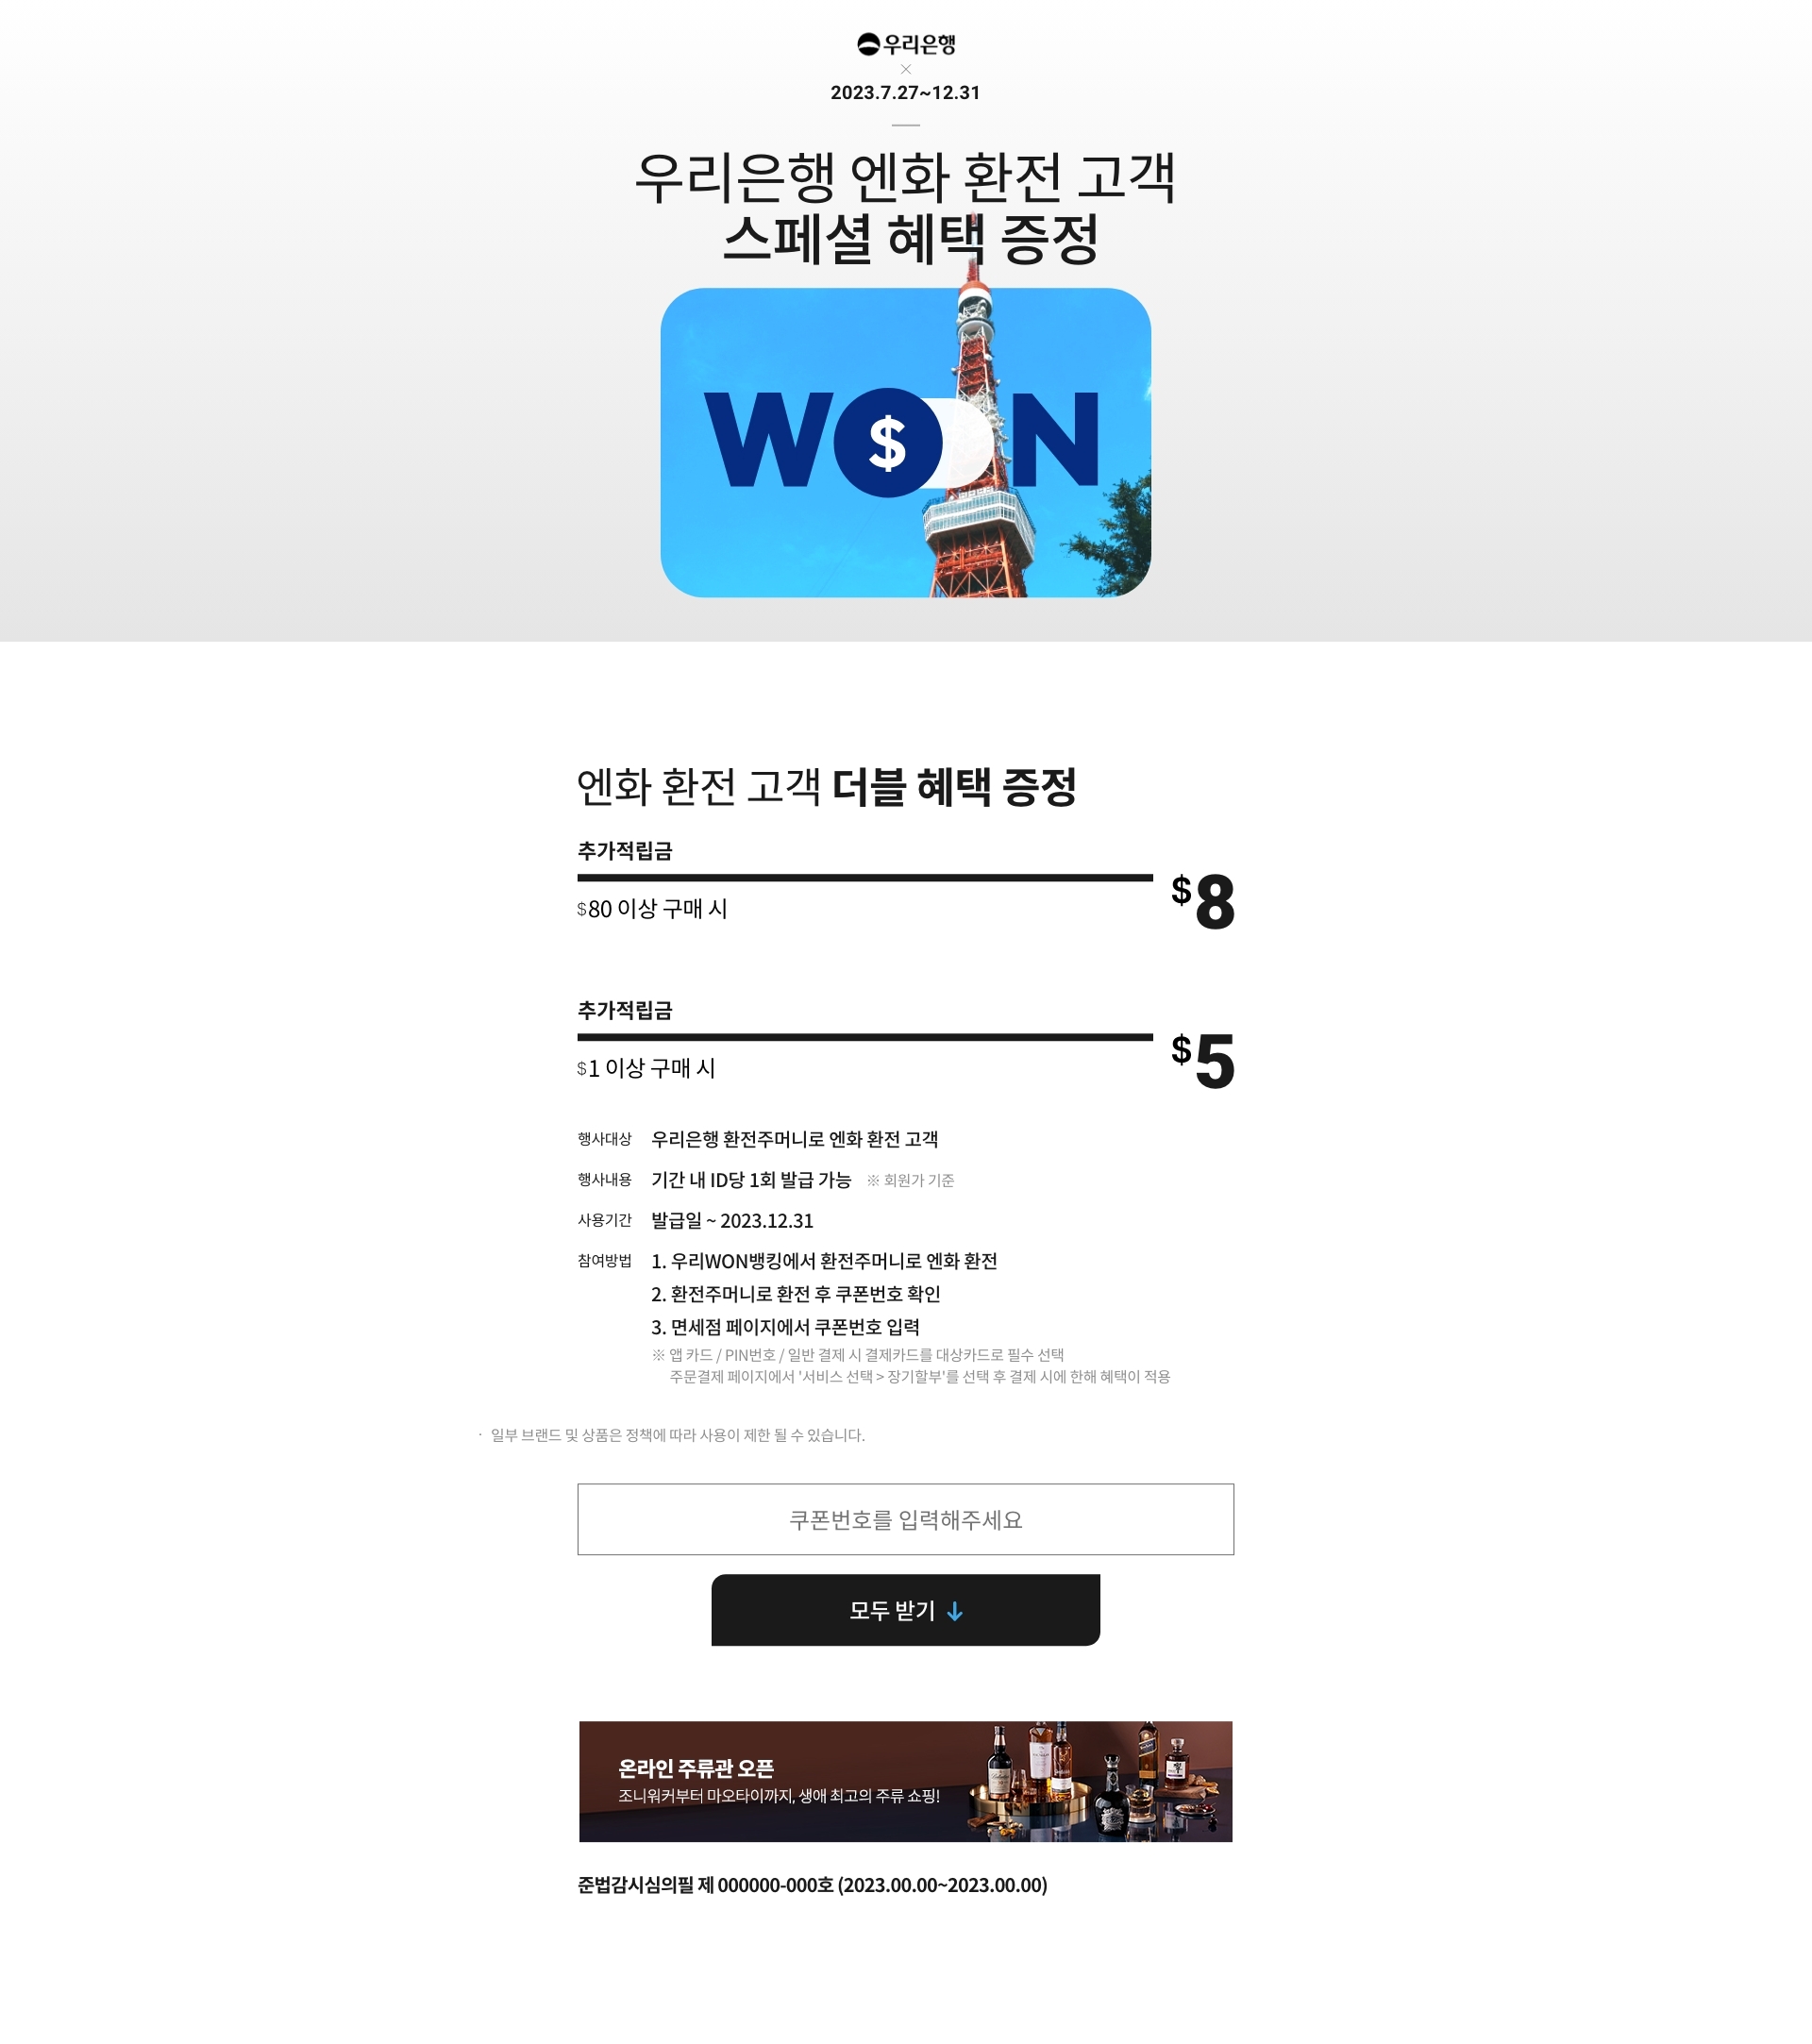 우리은행
×
2023.7.27~12.31
우리은행 엔화 환전 고객
스페셜 혜택 증정
W$N
엔화 환전 고객 더블 혜택 증정
추가적립금
$80 이상 구매 시
$8
추가적립금
$1 이상 구매 시
$5
행사대상 우리은행 환전주머니로 엔화 환전 고객
행사내용 기간 내 ID당 1회 발급 가능 ※ 회원가 기준
사용기간 발급일 ~ 2023.12.31
참여방법 1. 우리WON뱅킹에서 환전주머니로 엔화 환전
2. 환전주머니로 환전 후 쿠폰번호 확인
3. 면세점 페이지에서 쿠폰번호 입력
※ 앱 카드 / PIN번호 / 일반 결제 시 결제카드를 대상카드로 필수 선택
주문결제 페이지에서 '서비스 선택 > 장기할부'를 선택 후 결제 시에 한해 혜택이 적용
· 일부 브랜드 및 상품은 정책에 따라 사용이 제한 될 수 있습니다.
쿠폰번호를 입력해주세요
모두 받기 ↓
온라인 주류관 오픈
조니워커부터 마오타이까지, 생애 최고의 주류 쇼핑!
준법감시심의필 제 000000-000호 (2023.00.00~2023.00.00)